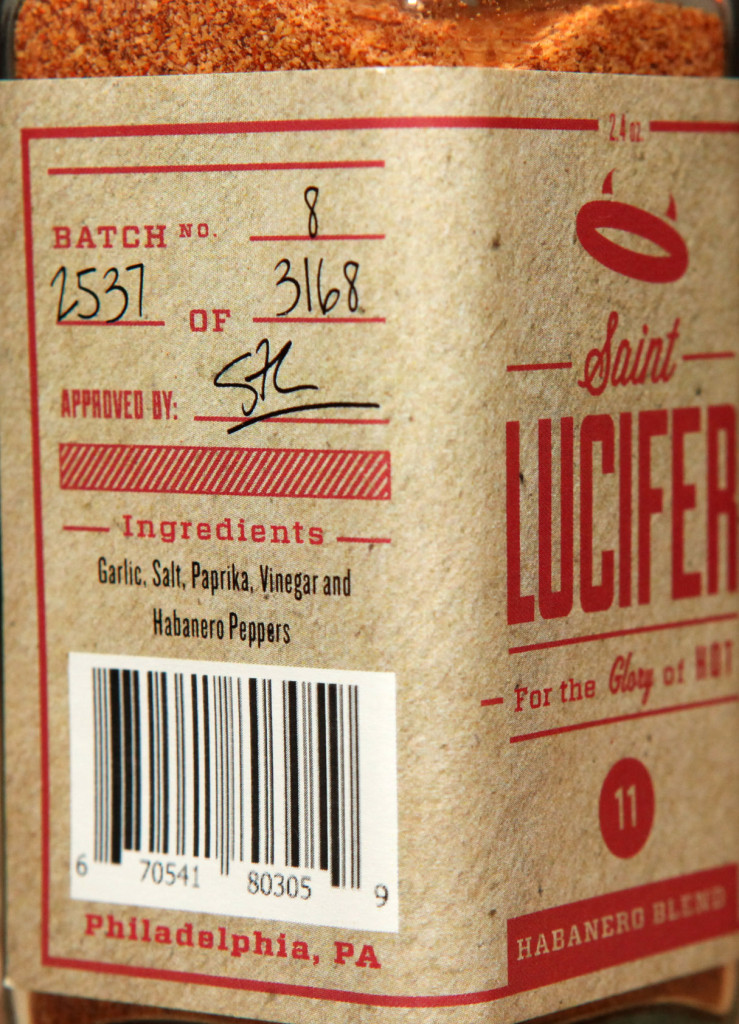 BATCH NO. 8
2537 OF 3168
APPROVED BY: STL
Ingredients
Garlic, Salt, Paprika, Vinegar and
Habanero Peppers
6 70541 80305 9
Philadelphia, PA
2.4 oz.
Saint
LUCIFER
For the Glory of HOT
11
HABANERO BLEND